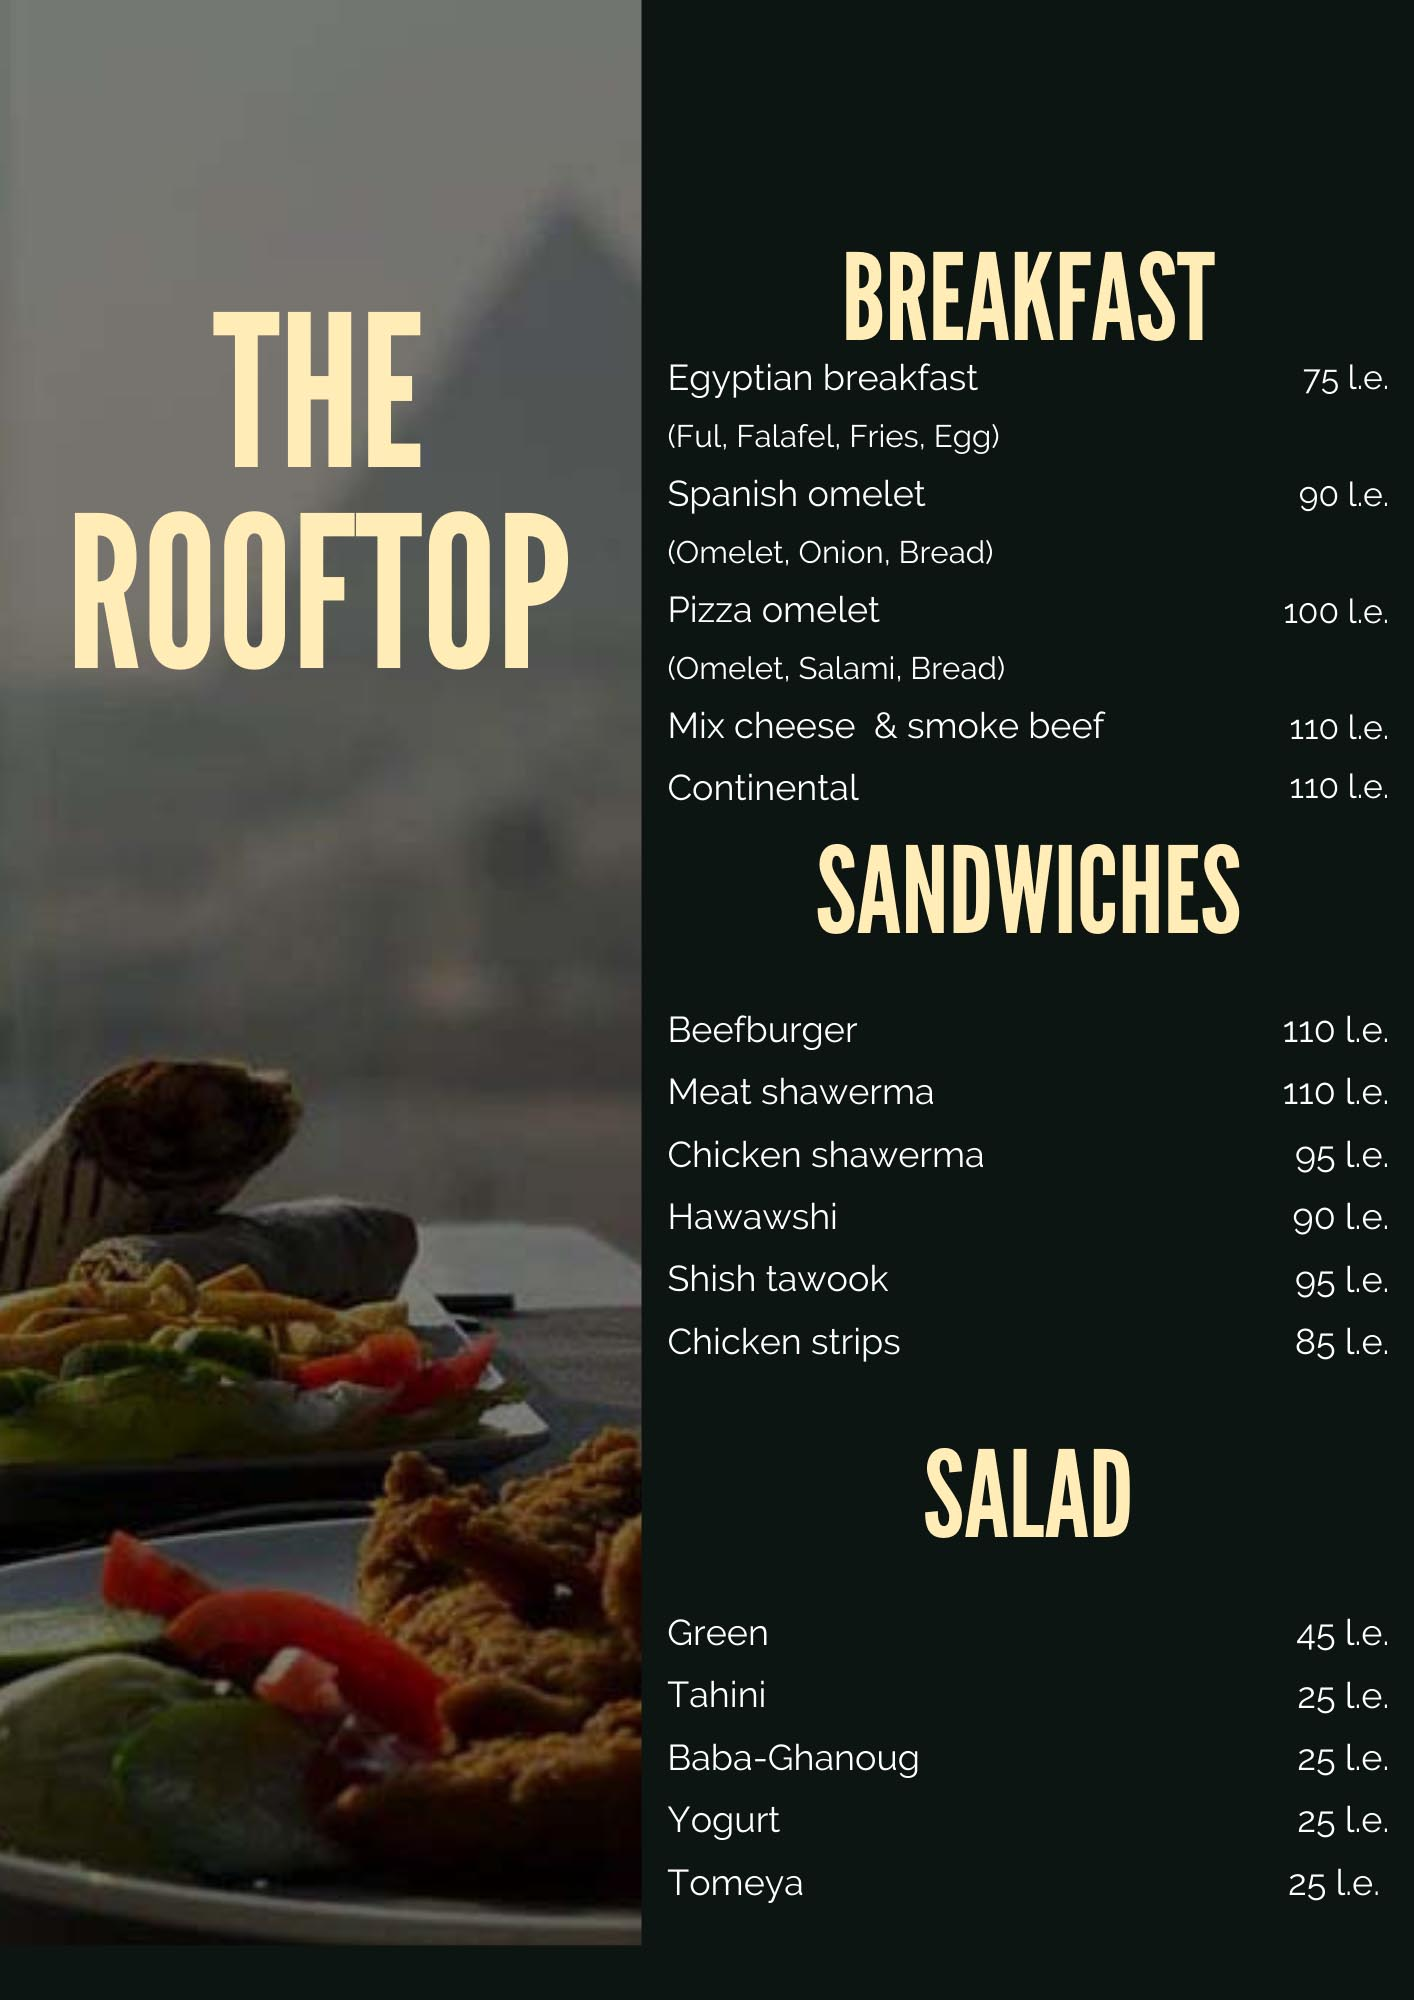 THE
ROOFTOP
BREAKFAST
Egyptian breakfast 75 l.e.
(Ful, Falafel, Fries, Egg)
Spanish omelet 90 l.e.
(Omelet, Onion, Bread)
Pizza omelet 100 l.e.
(Omelet, Salami, Bread)
Mix cheese & smoke beef 110 l.e.
Continental 110 l.e.
SANDWICHES
Beefburger 110 l.e.
Meat shawerma 110 l.e.
Chicken shawerma 95 l.e.
Hawawshi 90 l.e.
Shish tawook 95 l.e.
Chicken strips 85 l.e.
SALAD
Green 45 l.e.
Tahini 25 l.e.
Baba-Ghanoug 25 l.e.
Yogurt 25 l.e.
Tomeya 25 l.e.